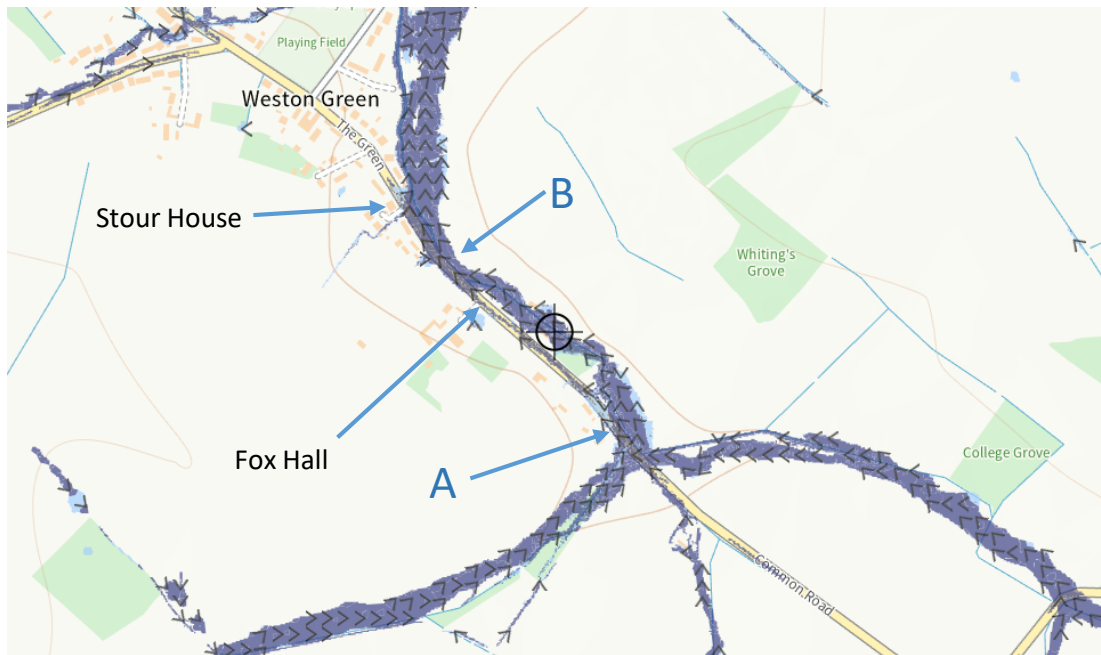 Playing Field
Weston Green
The Green
Stour House
B
Whiting's
Grove
Fox Hall
A
College Grove
Common Road